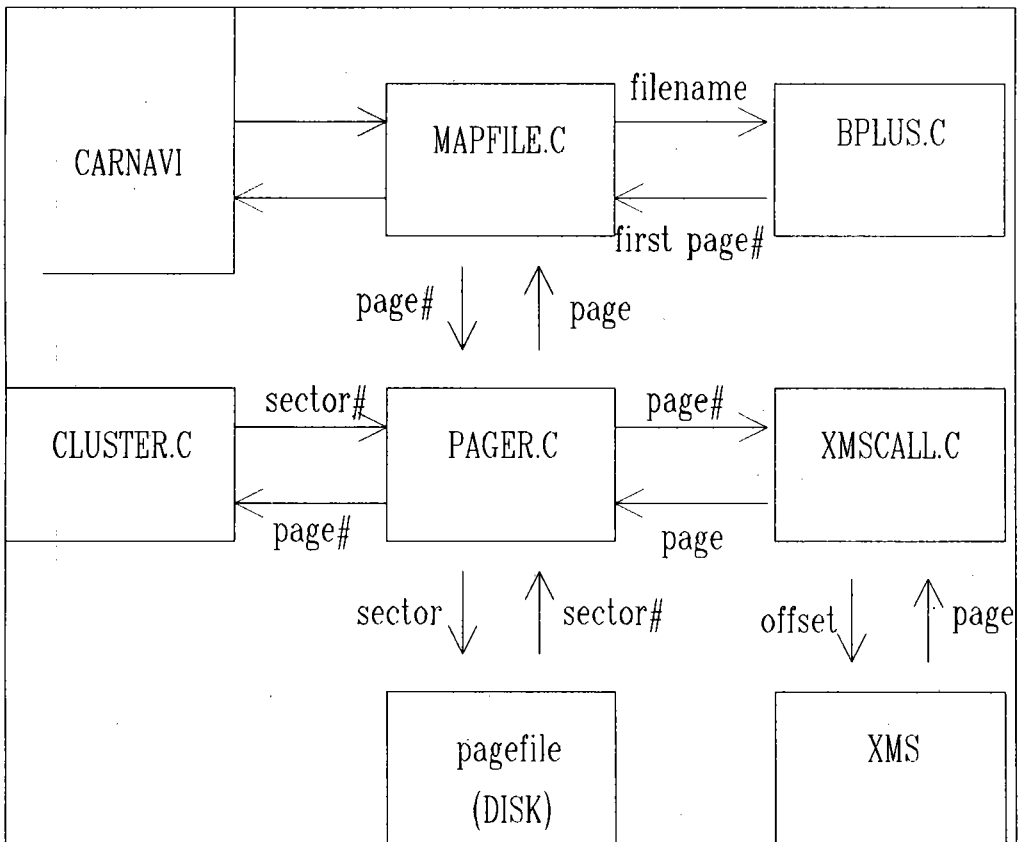 filename
MAPFILE.C
BPLUS.C
CARNAVI
first page#
page#
page
sector#
page#
CLUSTER.C
PAGER.C
XMSCALL.C
page#
page
sector
sector#
offset
page
pagefile
XMS
(DISK)